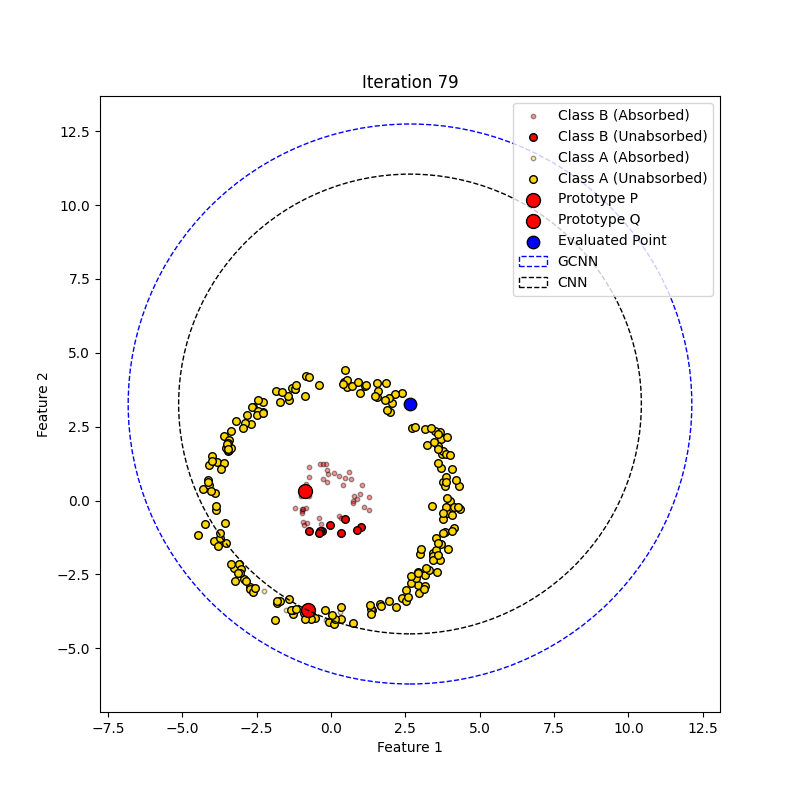 Iteration 79
Class B (Absorbed)
Class B (Unabsorbed)
Class A (Absorbed)
Class A (Unabsorbed)
Prototype P
Prototype Q
Evaluated Point
GCNN
CNN
12.5
10.0
7.5
5.0
2.5
0.0
−2.5
−5.0
Feature 2
−7.5 −5.0 −2.5 0.0 2.5 5.0 7.5 10.0 12.5
Feature 1